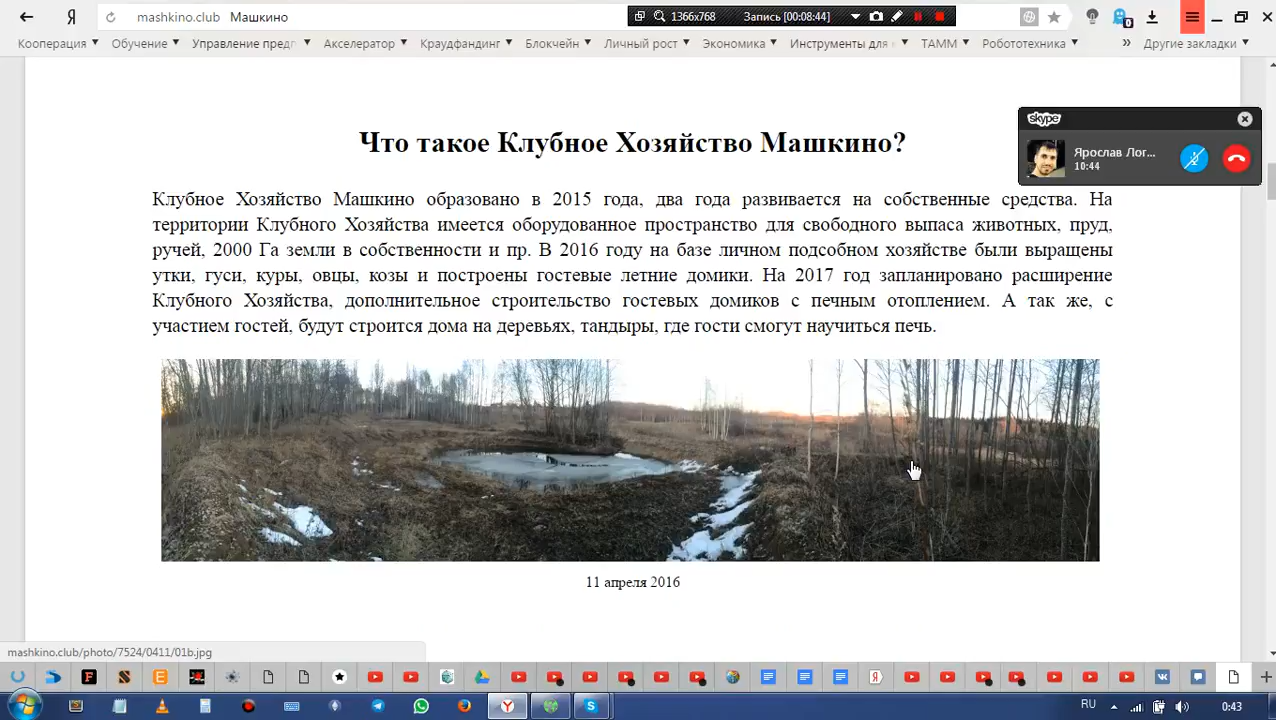 mashkino.club Машкино
1366x768 Запись [00:08:44]
0
Кооперация Обучение Управление пред Акселератор Краудфандинг Блокчейн Личный рост Экономика Инструменты для ТАММ Робототехника » Другие закладки
skype
Ярослав Лог...
10:44
Что такое Клубное Хозяйство Машкино?
Клубное Хозяйство Машкино образовано в 2015 года, два года развивается на собственные средства. На
территории Клубного Хозяйства имеется оборудованное пространство для свободного выпаса животных, пруд,
ручей, 2000 Га земли в собственности и пр. В 2016 году на базе личном подсобном хозяйстве были выращены
утки, гуси, куры, овцы, козы и построены гостевые летние домики. На 2017 год запланировано расширение
Клубного Хозяйства, дополнительное строительство гостевых домиков с печным отоплением. А так же, с
участием гостей, будут строится дома на деревьях, тандыры, где гости смогут научиться печь.
11 апреля 2016
mashkino.club/photo/7524/0411/01b.jpg
RU 0:43